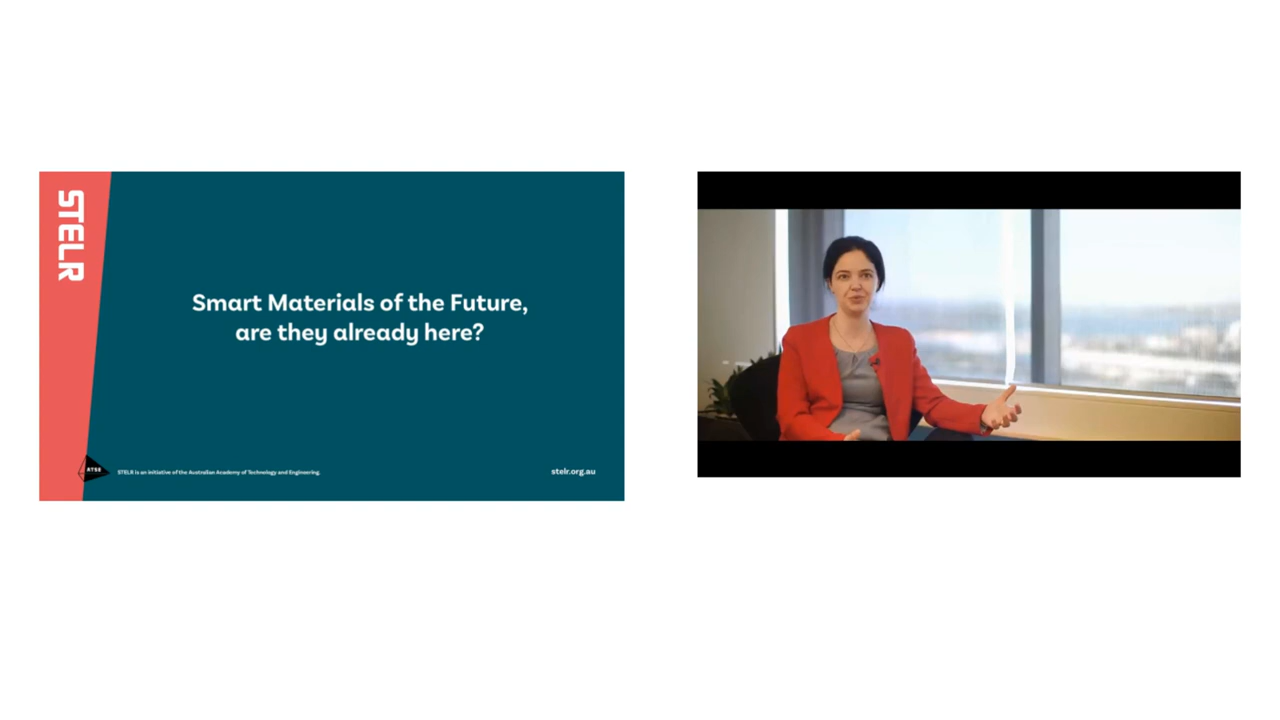 STELR
Smart Materials of the Future,
are they already here?
ATSE
STELR is an initiative of the Australian Academy of Technology and Engineering.
stelr.org.au